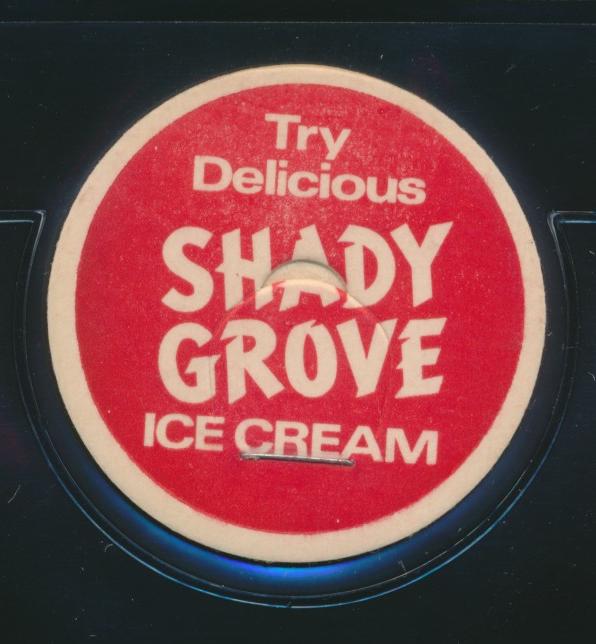 Try
Delicious
SHADY
GROVE
ICE CREAM